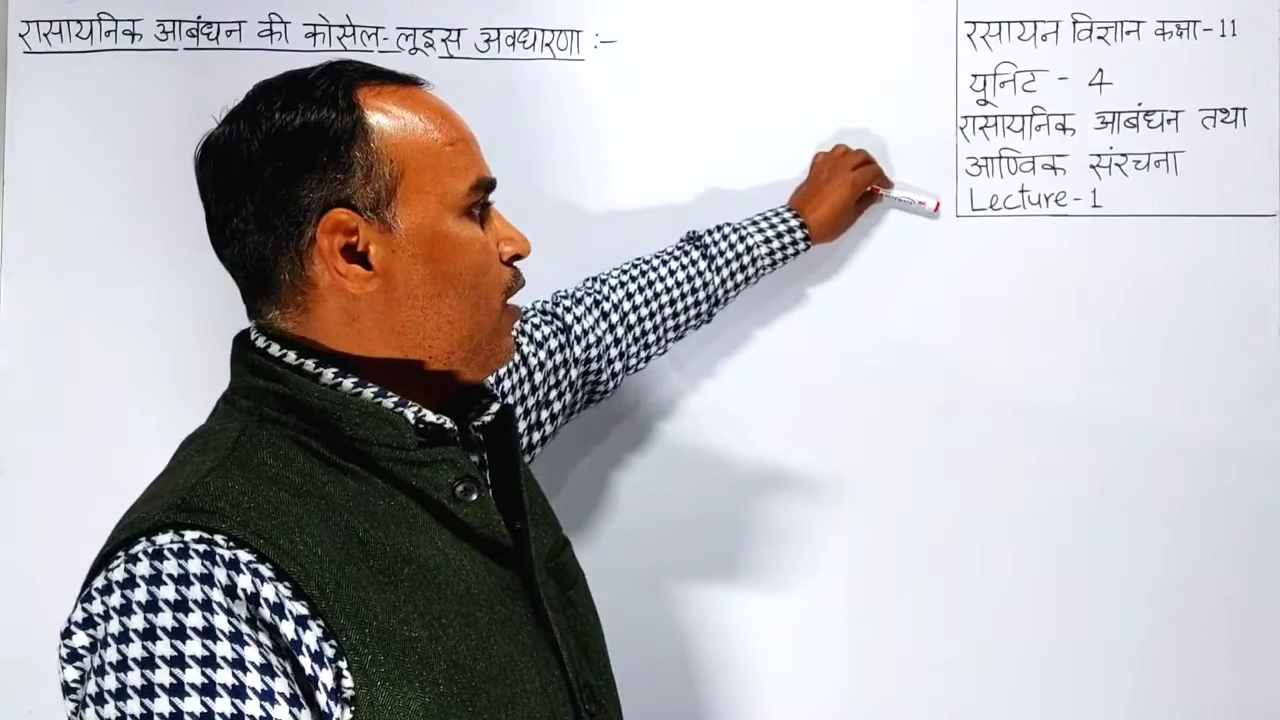 रासायनिक आबंधन की कोसेल-लूइस अवधारणा :-
रसायन विज्ञान कक्षा-11
यूनिट - 4
रासायनिक आबंधन तथा
आण्विक संरचना
Lecture-1